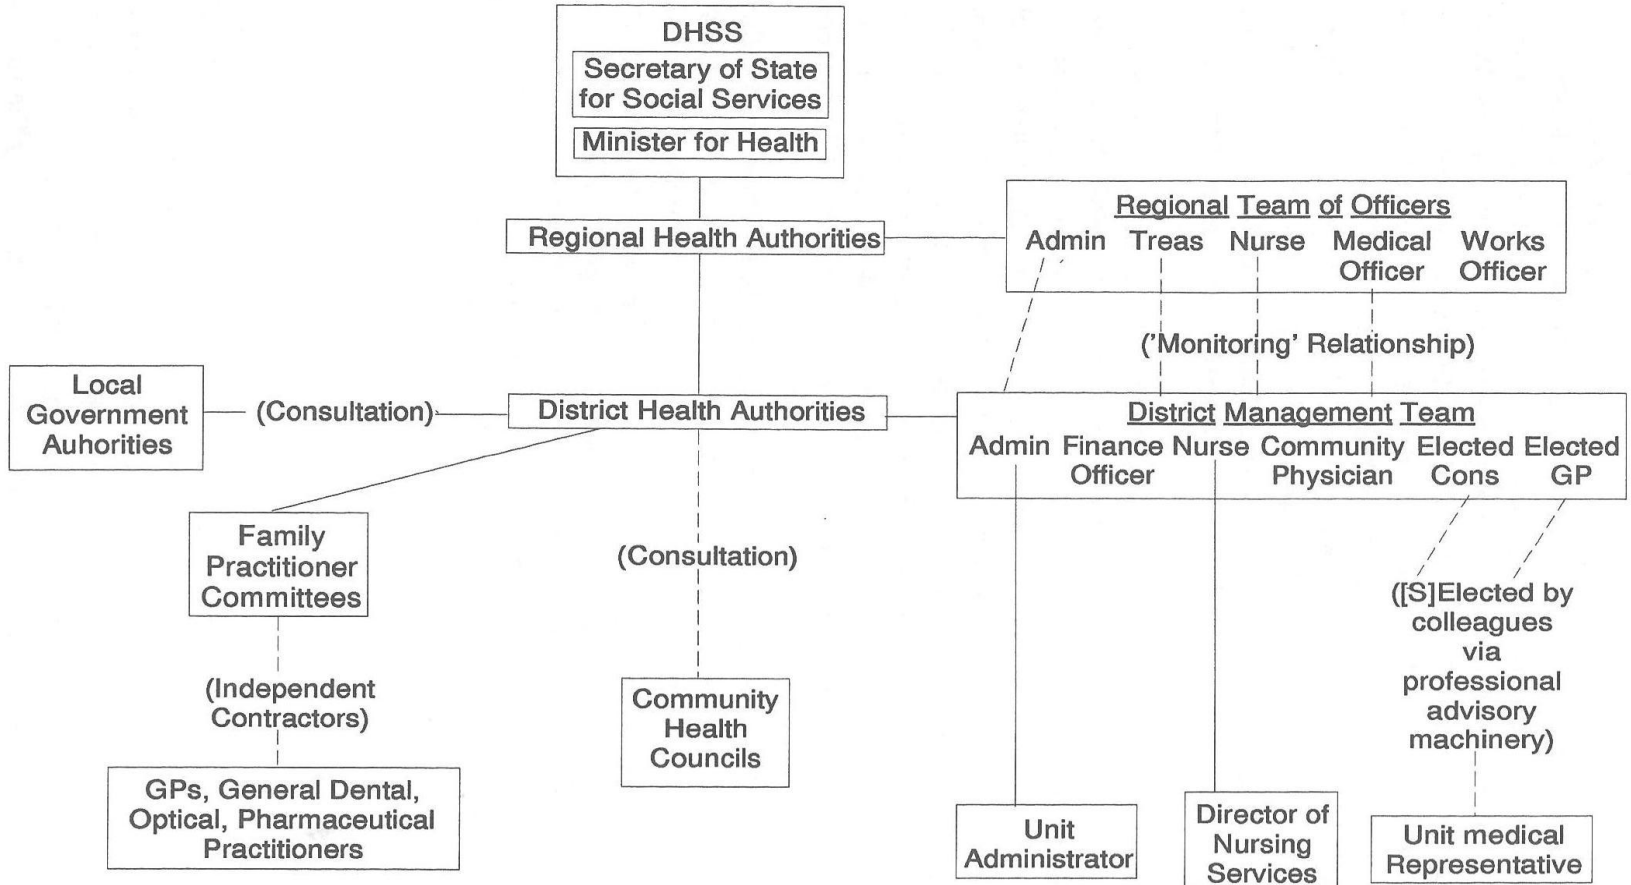 DHSS
Secretary of State
for Social Services
Minister for Health
Regional Health Authorities
Regional Team of Officers
Admin Treas Nurse Medical Officer Works Officer
('Monitoring' Relationship)
Local
Government
Auhorities
(Consultation)
District Health Authorities
District Management Team
Admin Finance Officer Nurse Community Physician Elected Cons Elected GP
Family
Practitioner
Committees
(Consultation)
([S]Elected by
colleagues
via
professional
advisory
machinery)
(Independent
Contractors)
Community
Health
Councils
GPs, General Dental,
Optical, Pharmaceutical
Practitioners
Unit
Administrator
Director of
Nursing
Services
Unit medical
Representative